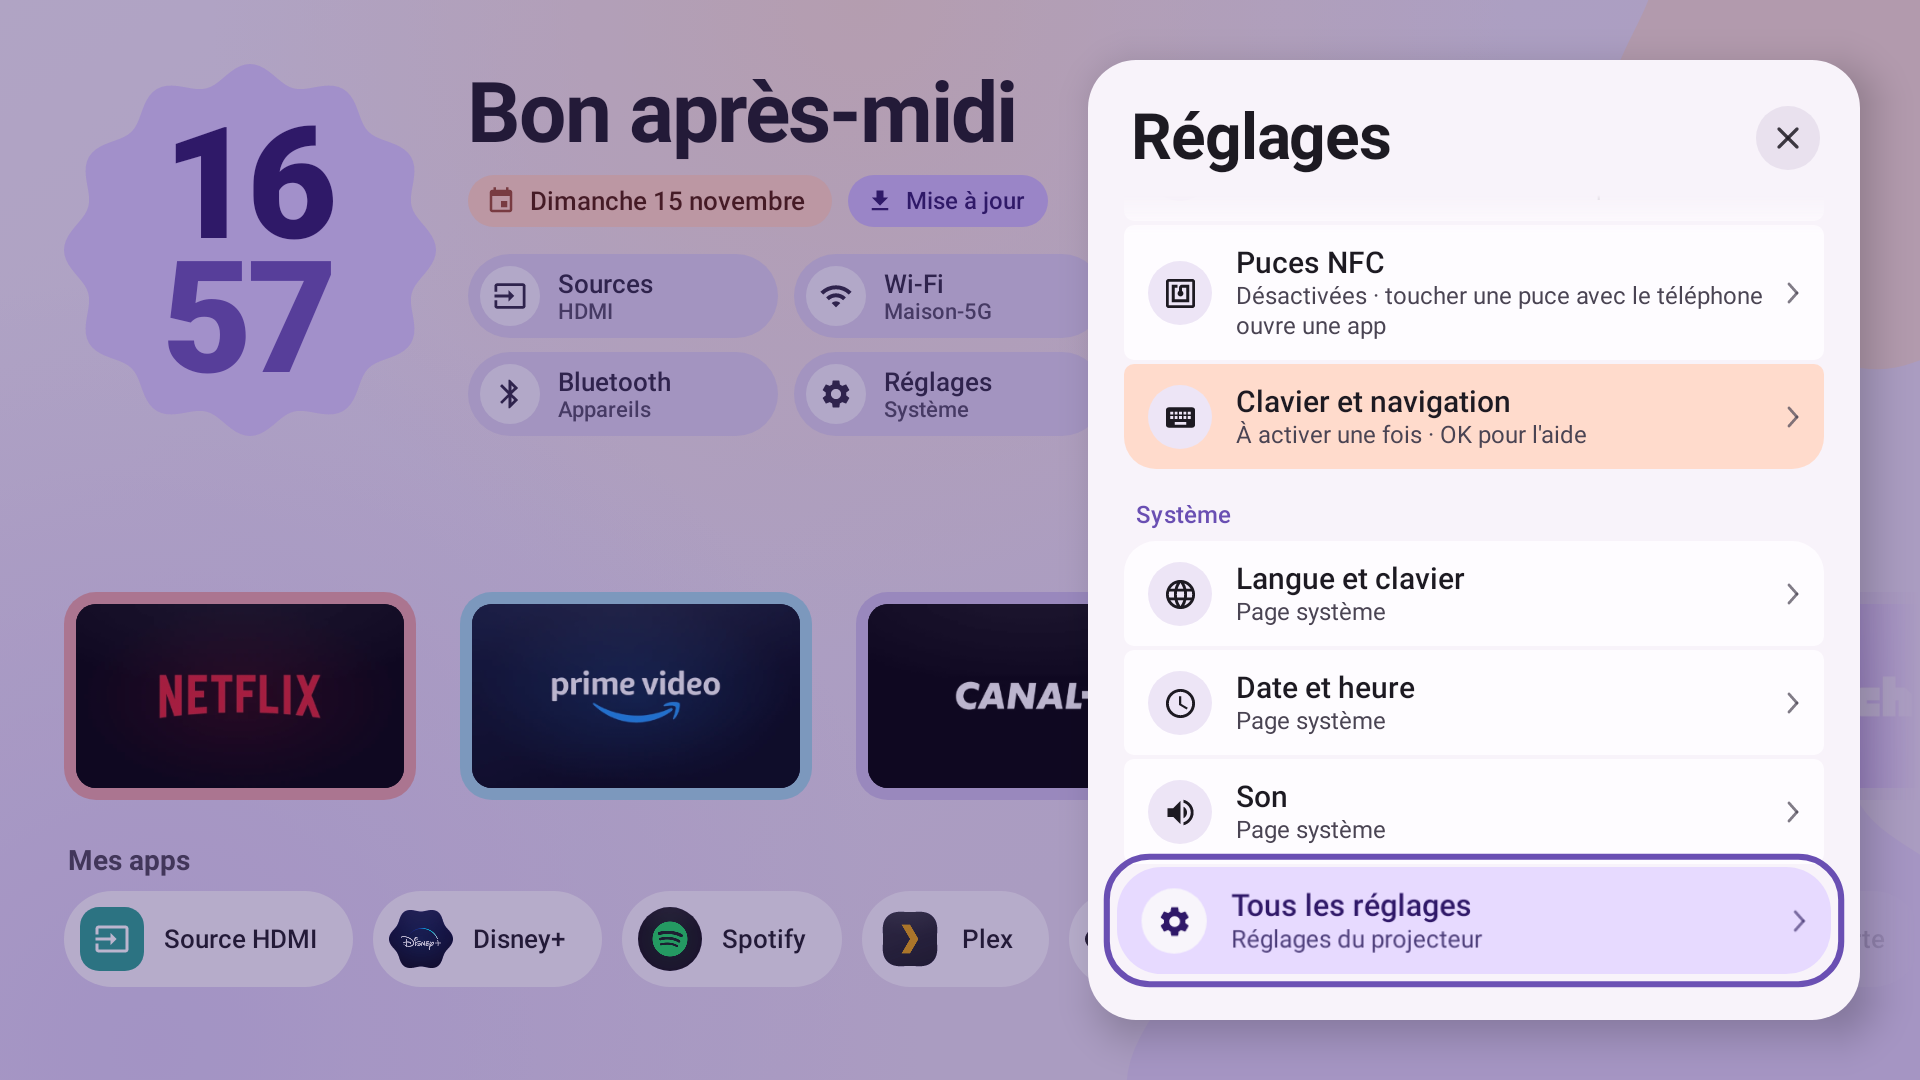 16
57
Bon après-midi
Dimanche 15 novembre
Mise à jour
Sources
HDMI
Wi-Fi
Maison-5G
Bluetooth
Appareils
Réglages
Système
NETFLIX
prime video
CANAL+
Mes apps
Source HDMI
Disney+
Disney+
Spotify
Plex
Réglages
Puces NFC
Désactivées · toucher une puce avec le téléphone
ouvre une app
Clavier et navigation
À activer une fois · OK pour l'aide
Système
Langue et clavier
Page système
Date et heure
Page système
Son
Page système
Tous les réglages
Réglages du projecteur